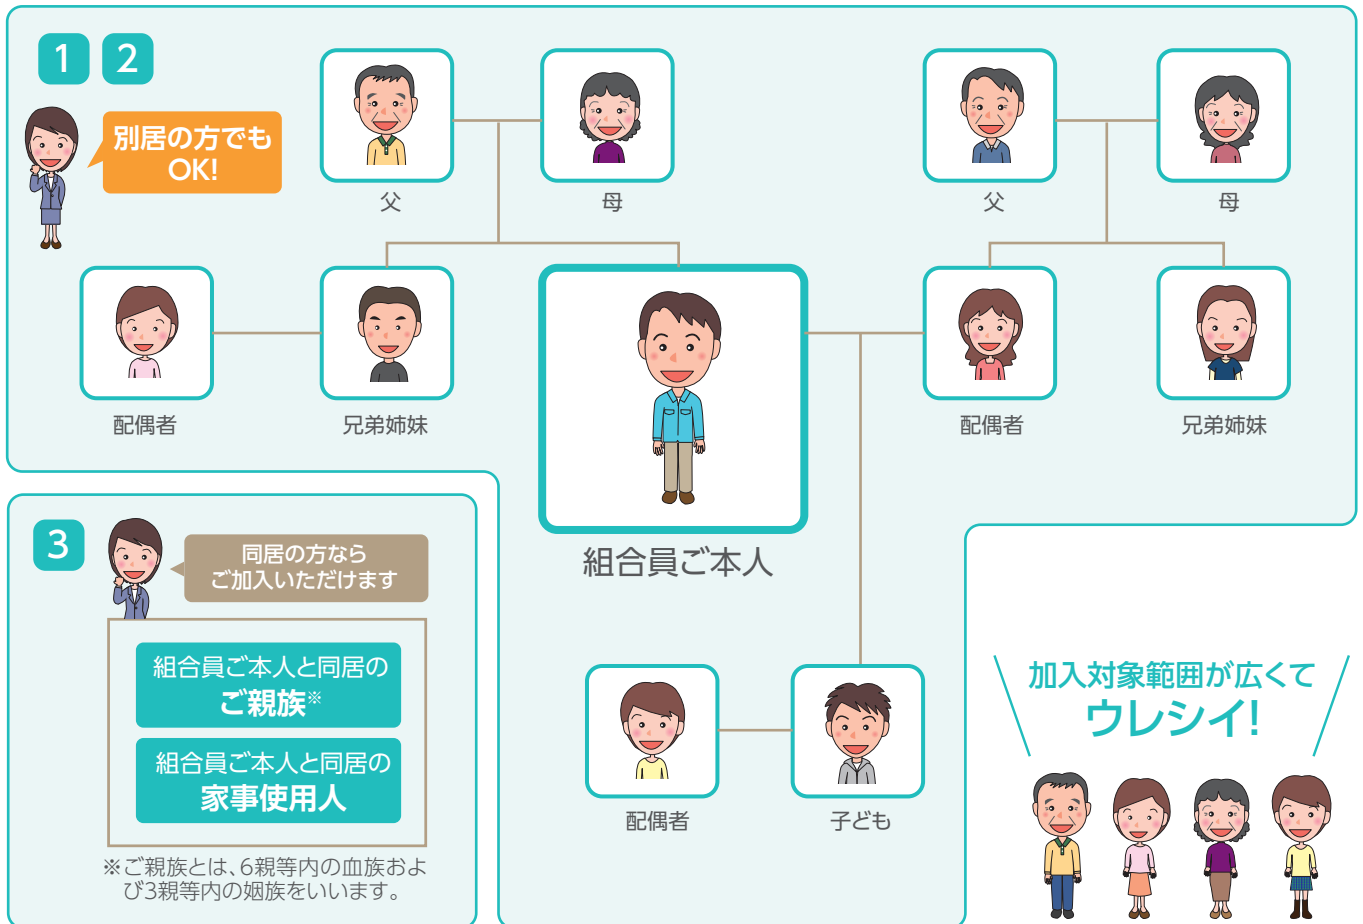 1 2
別居の方でも
OK!
父
母
父
母
配偶者
兄弟姉妹
組合員ご本人
配偶者
兄弟姉妹
3
同居の方なら
ご加入いただけます
組合員ご本人と同居の
ご親族※
組合員ご本人と同居の
家事使用人
※ご親族とは、6親等内の血族およ
び3親等内の姻族をいいます。
配偶者
子ども
加入対象範囲が広くて
ウレシイ!